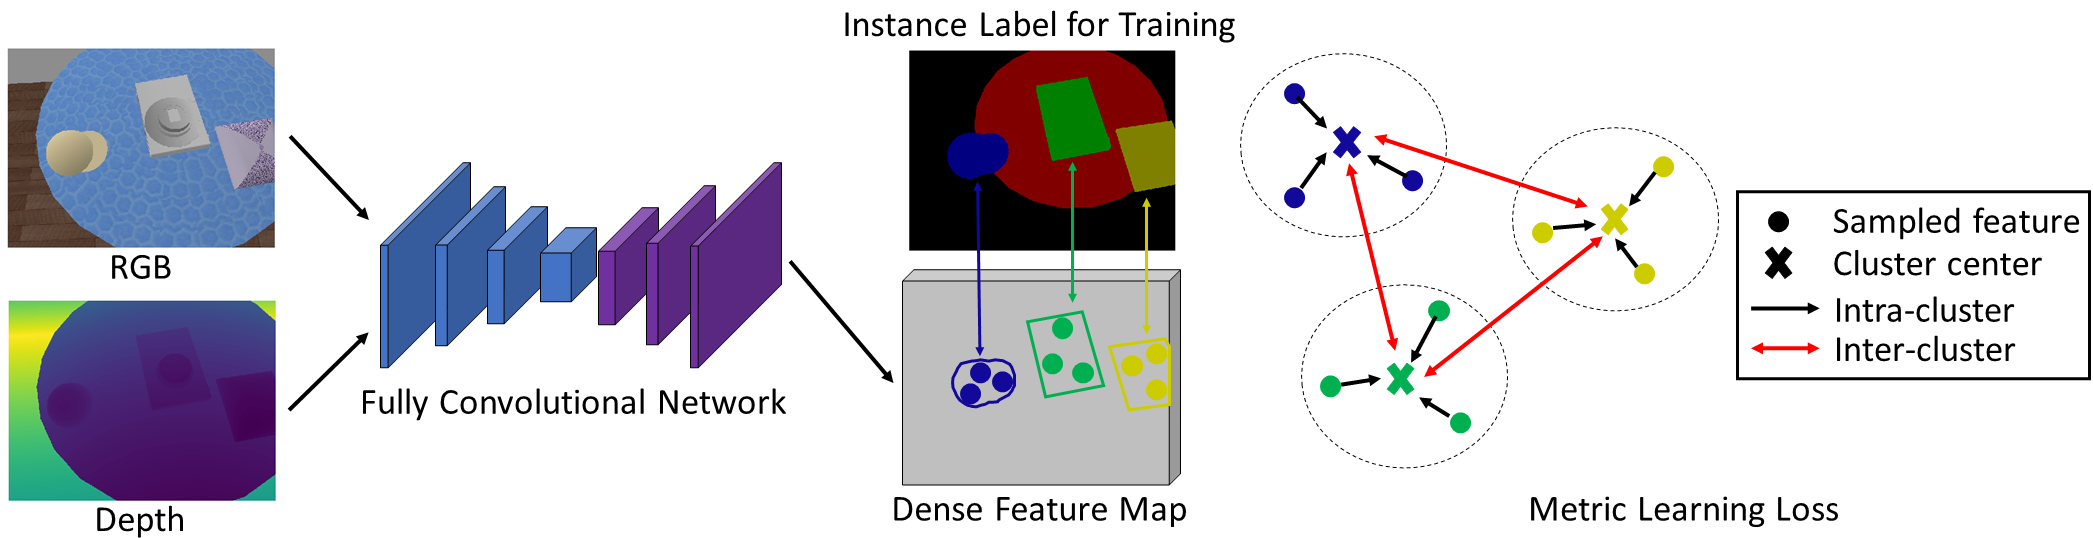 RGB
Depth
Fully Convolutional Network
Instance Label for Training
Dense Feature Map
Sampled feature
Cluster center
Intra-cluster
Inter-cluster
Metric Learning Loss